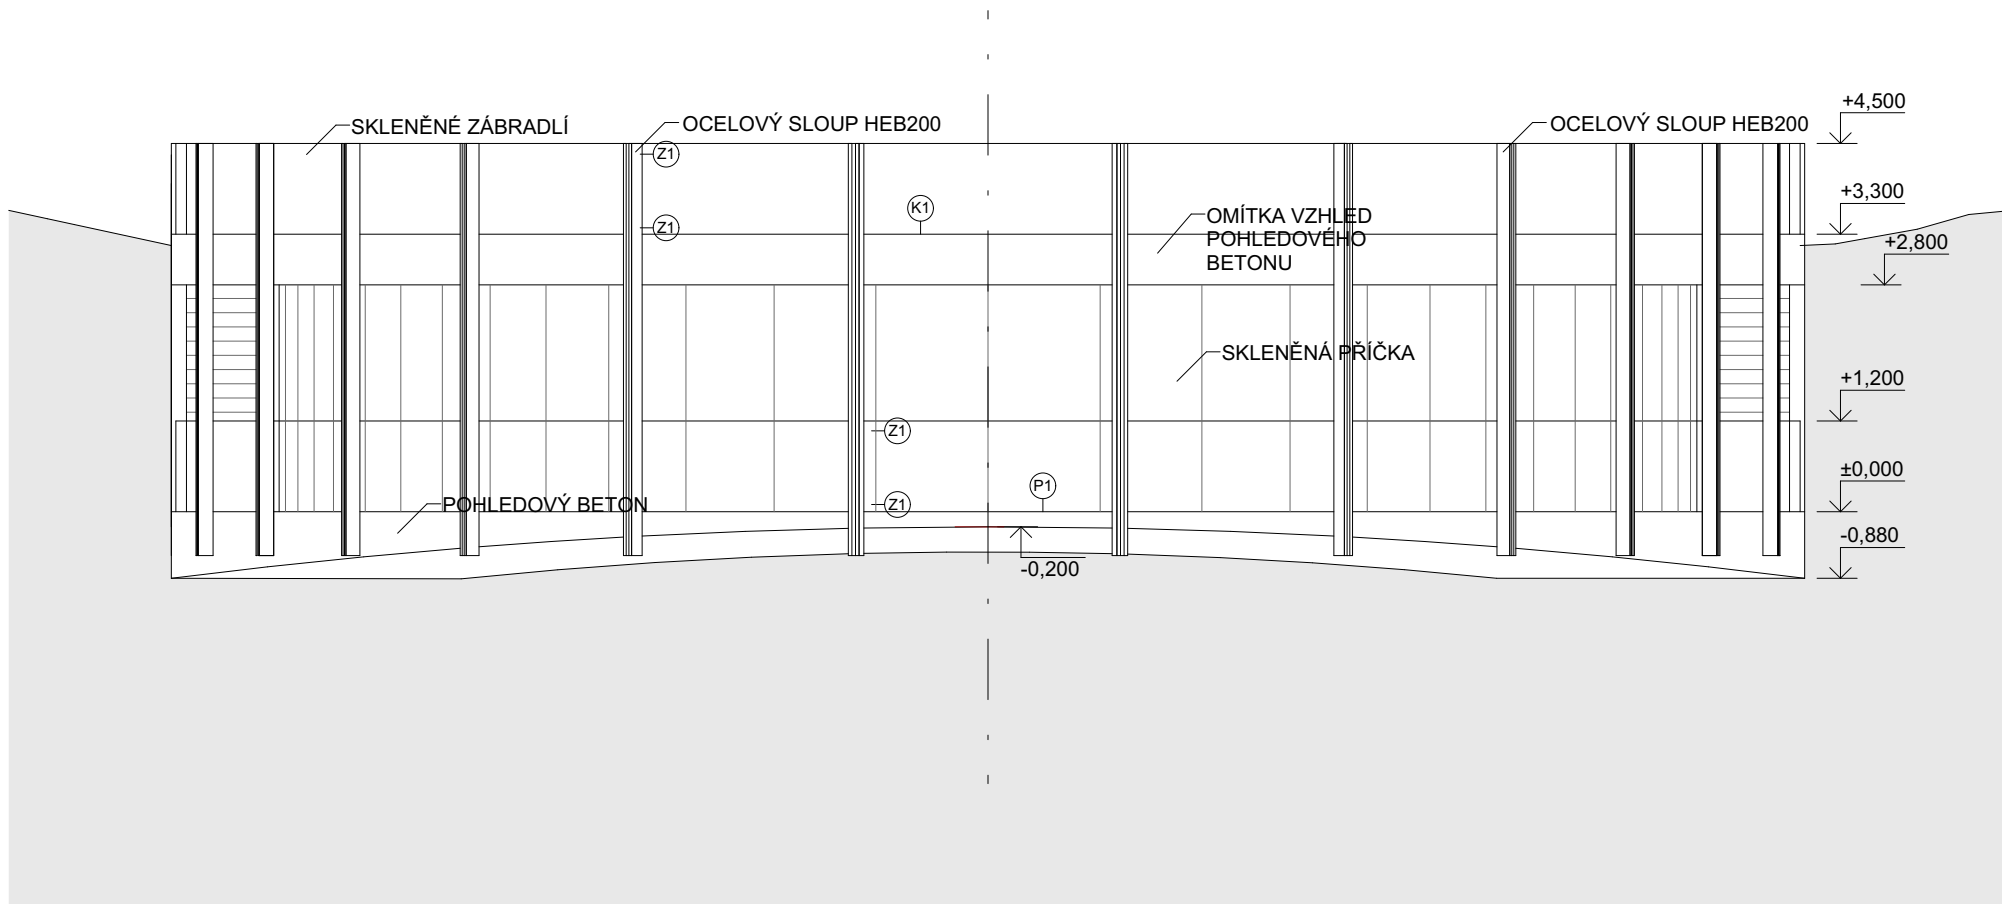 +4,500
SKLENĚNÉ ZÁBRADLÍ
OCELOVÝ SLOUP HEB200
OCELOVÝ SLOUP HEB200
Z1
+3,300
K1
Z1
OMÍTKA VZHLED
POHLEDOVÉHO
BETONU
+2,800
SKLENĚNÁ PŘÍČKA
+1,200
Z1
±0,000
P1
POHLEDOVÝ BETON
Z1
-0,880
-0,200